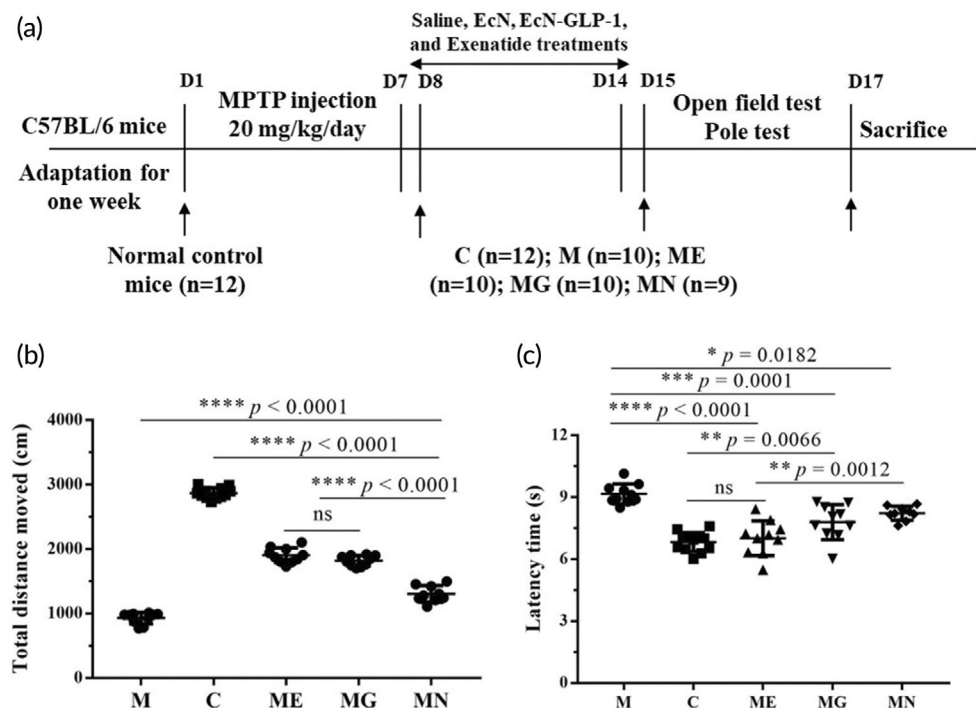 (a)
Saline, EcN, EcN-GLP-1,
and Exenatide treatments
D1
D7
D8
D14
D15
D17
MPTP injection
20 mg/kg/day
Open field test
Pole test
C57BL/6 mice
Sacrifice
Adaptation for
one week
Normal control
mice (n=12)
C (n=12); M (n=10); ME
(n=10); MG (n=10); MN (n=9)
(b)
Total distance moved (cm)
4000
3000
2000
1000
0
**** p < 0.0001
**** p < 0.0001
**** p < 0.0001
ns
M C ME MG MN
(c)
Latency time (s)
12
9
6
3
0
* p = 0.0182
*** p = 0.0001
**** p < 0.0001
** p = 0.0066
** p = 0.0012
ns
M C ME MG MN